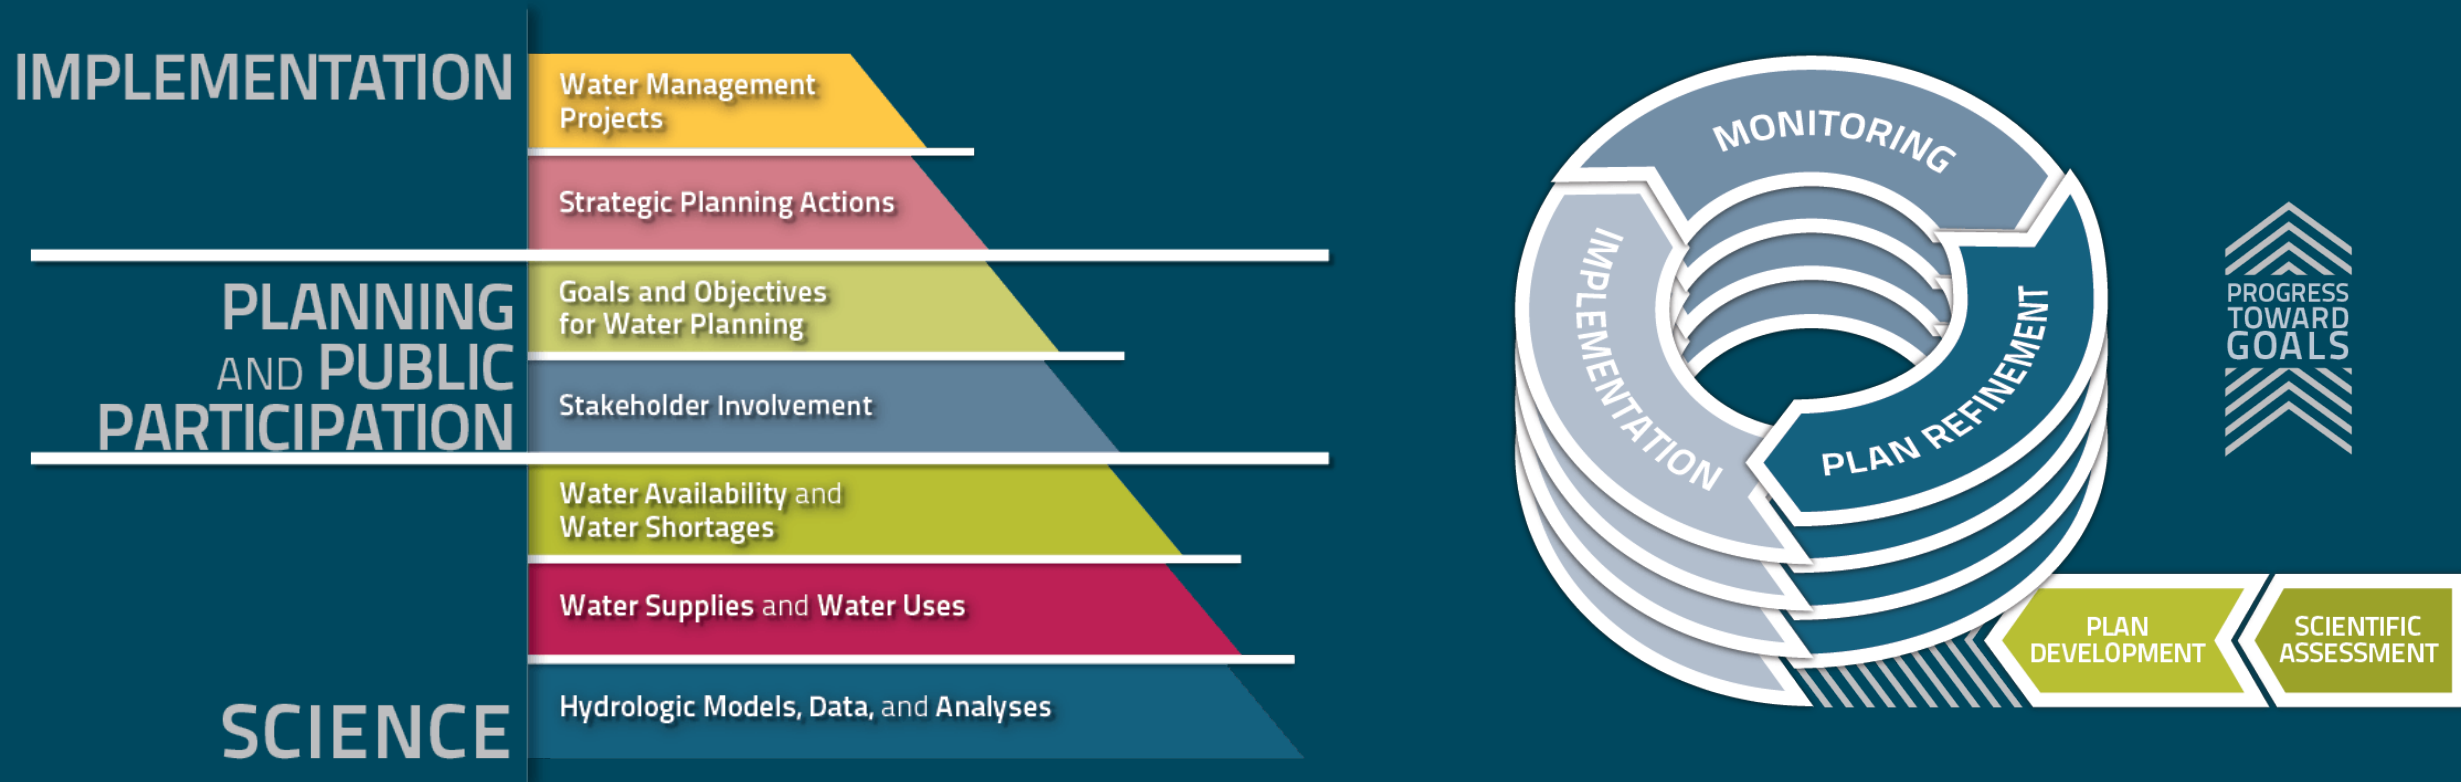 IMPLEMENTATION
Water Management
Projects
Strategic Planning Actions
PLANNING
AND PUBLIC
PARTICIPATION
Goals and Objectives
for Water Planning
Stakeholder Involvement
Water Availability and
Water Shortages
Water Supplies and Water Uses
SCIENCE
Hydrologic Models, Data, and Analyses
MONITORING
IMPLEMENTATION
PLAN REFINEMENT
PROGRESS
TOWARD
GOALS
PLAN
DEVELOPMENT
SCIENTIFIC
ASSESSMENT